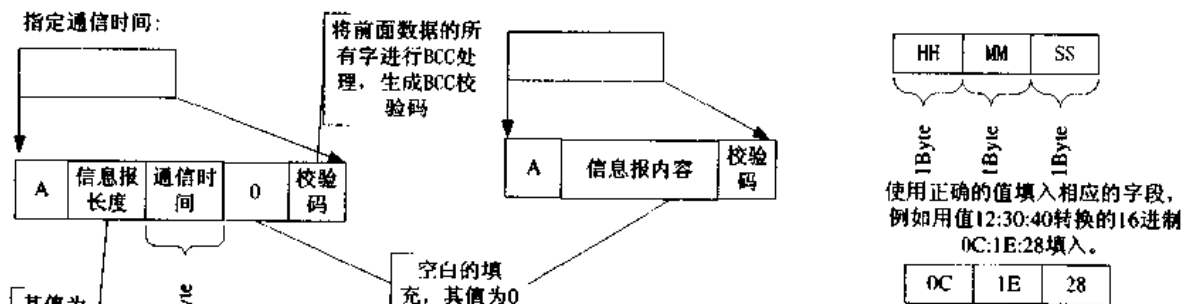 指定通信时间:
将前面数据的所
有字进行BCC处
理，生成BCC校
验码
A
信息报
长度
通信时
间
0
校验
码
A
信息报内容
校验
码
空白的填
充，其值为0
其值为
HH MM SS
1Byte 1Byte 1Byte
使用正确的值填入相应的字段，
例如用值12:30:40转换的16进制
0C:1E:28填入。
0C 1E 28